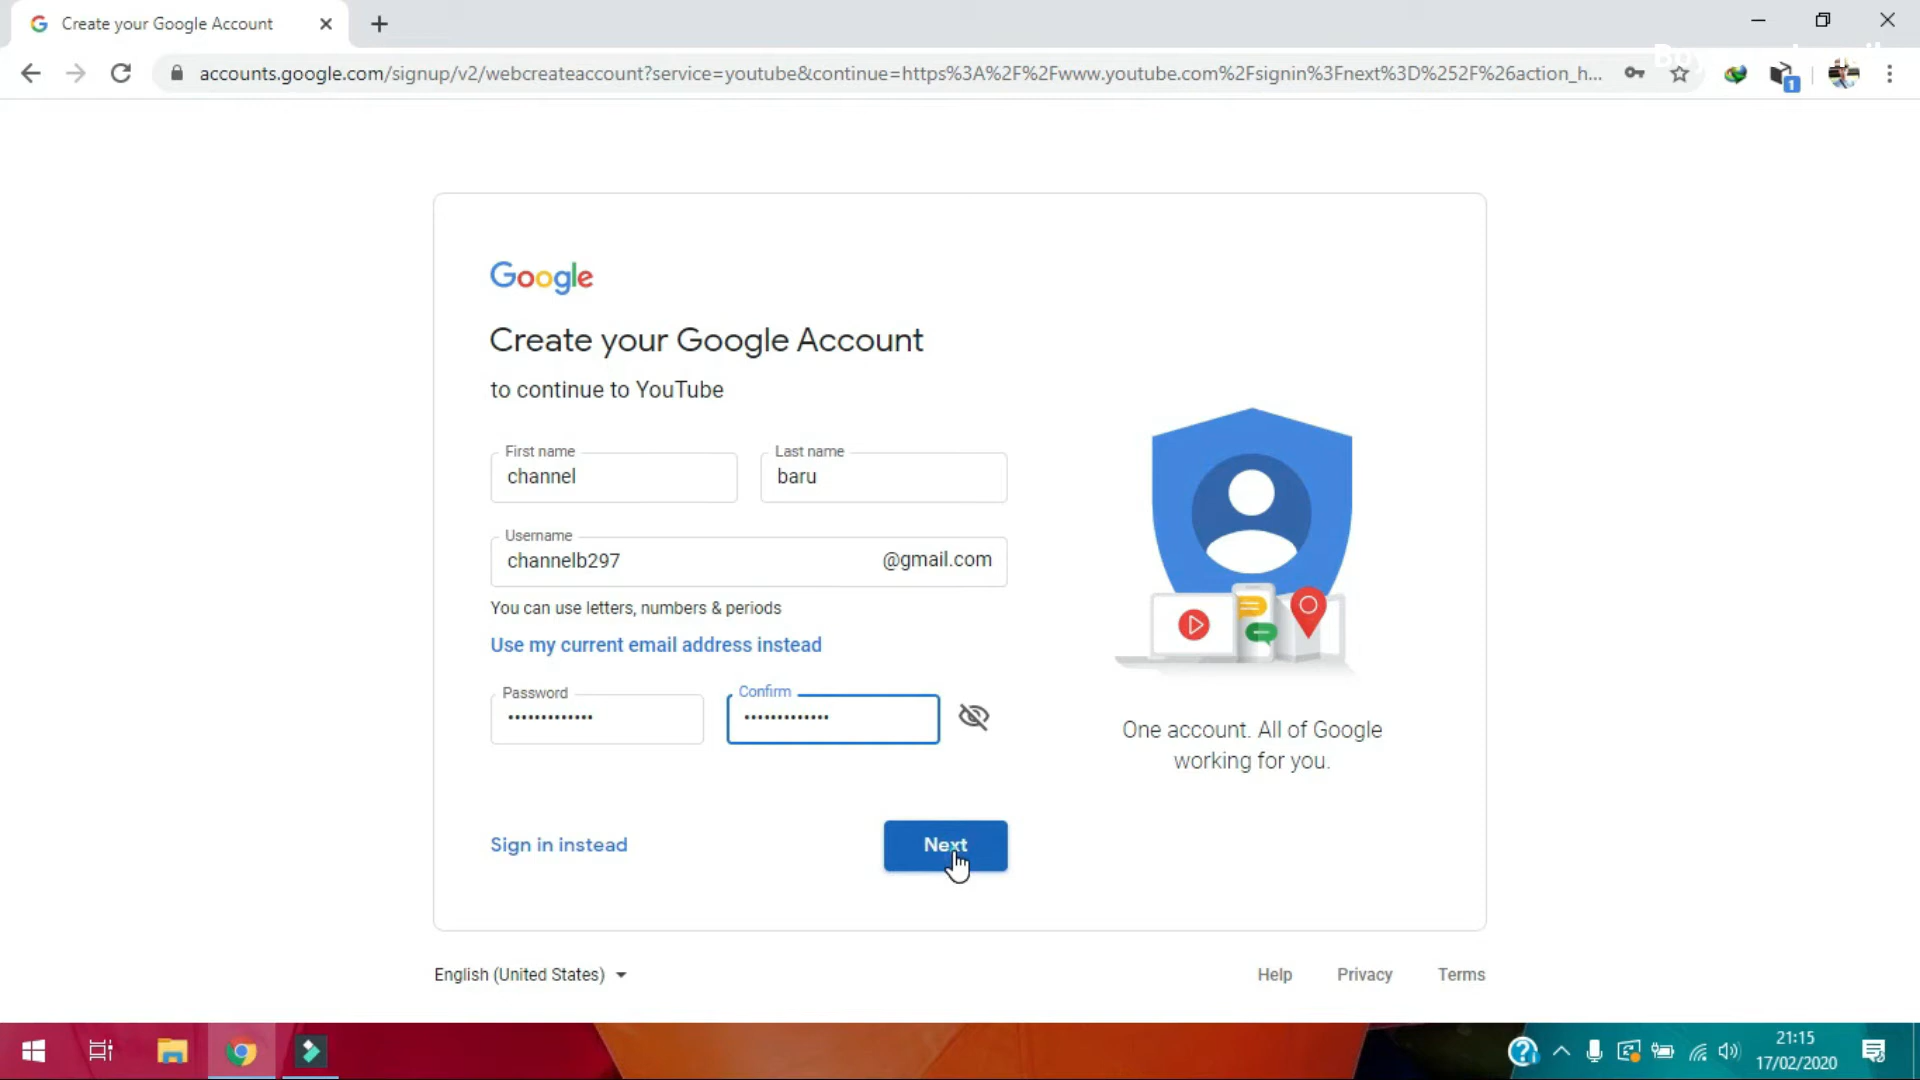 Create your Google Account
accounts.google.com/signup/v2/webcreateaccount?service=youtube&continue=https%3A%2F%2Fwww.youtube.com%2Fsignin%3Fnext%3D%252F%26action_h...
1
Google
Create your Google Account
to continue to YouTube
First name
channel
Last name
baru
Username
channelb297
@gmail.com
You can use letters, numbers & periods
Use my current email address instead
Password
•••••••••••••
Confirm
•••••••••••••
One account. All of Google
working for you.
Sign in instead
Next
English (United States)
Help
Privacy
Terms
21:15
17/02/2020